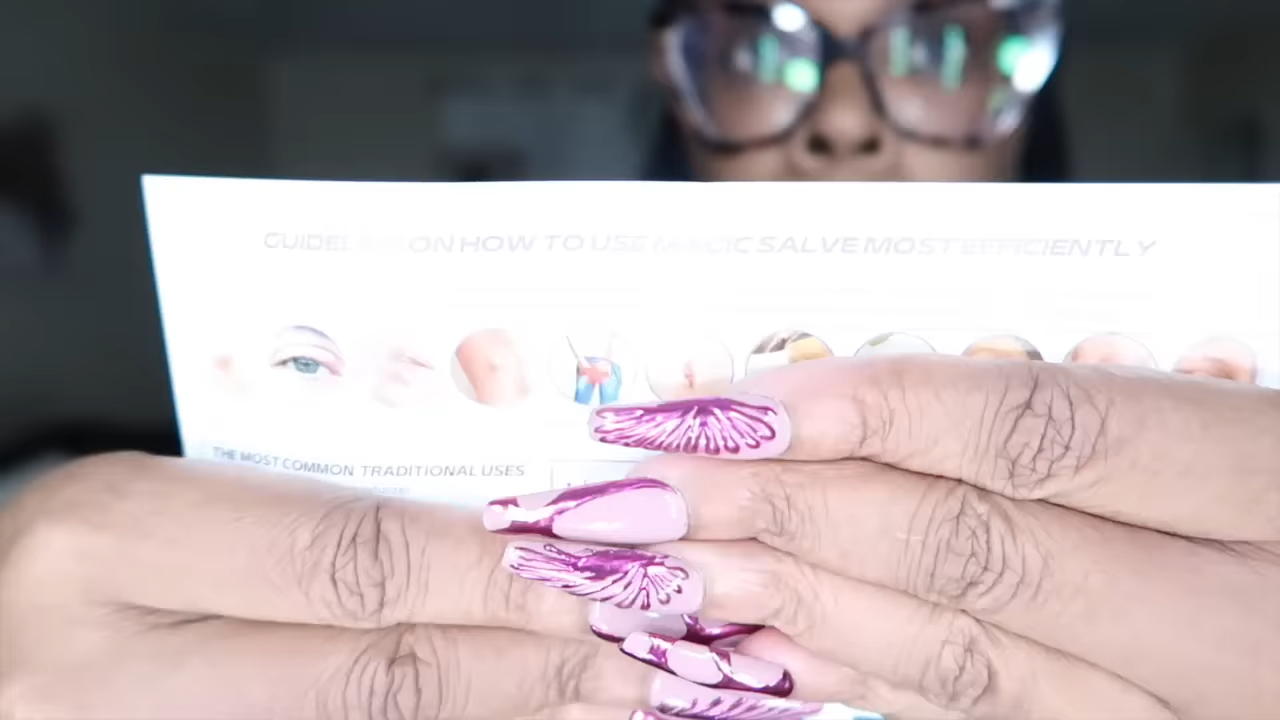 GUIDELINES ON HOW TO USE MAGIC SALVE MOST EFFICIENTLY
THE MOST COMMON TRADITIONAL USES